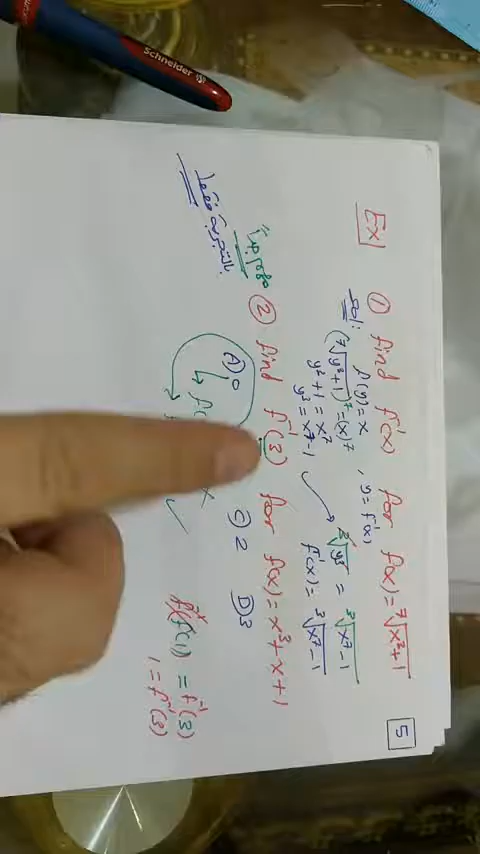 Schneider
5
Ex
① find f⁻¹(x) for f(x) = ⁷√x³+1
sol: f(y) = x , y = f⁻¹(x)
(⁷√y³+1)⁷ = (x)⁷
y³+1 = x⁷
y³ = x⁷-1
³√y³ = ³√x⁷-1
f⁻¹(x) = ³√x⁷-1
② find f⁻¹(3) for f(x) = x³+x+1
A) 0
C) 2 D) 3
f⁻¹(f(1)) = f⁻¹(3)
1 = f⁻¹(3)